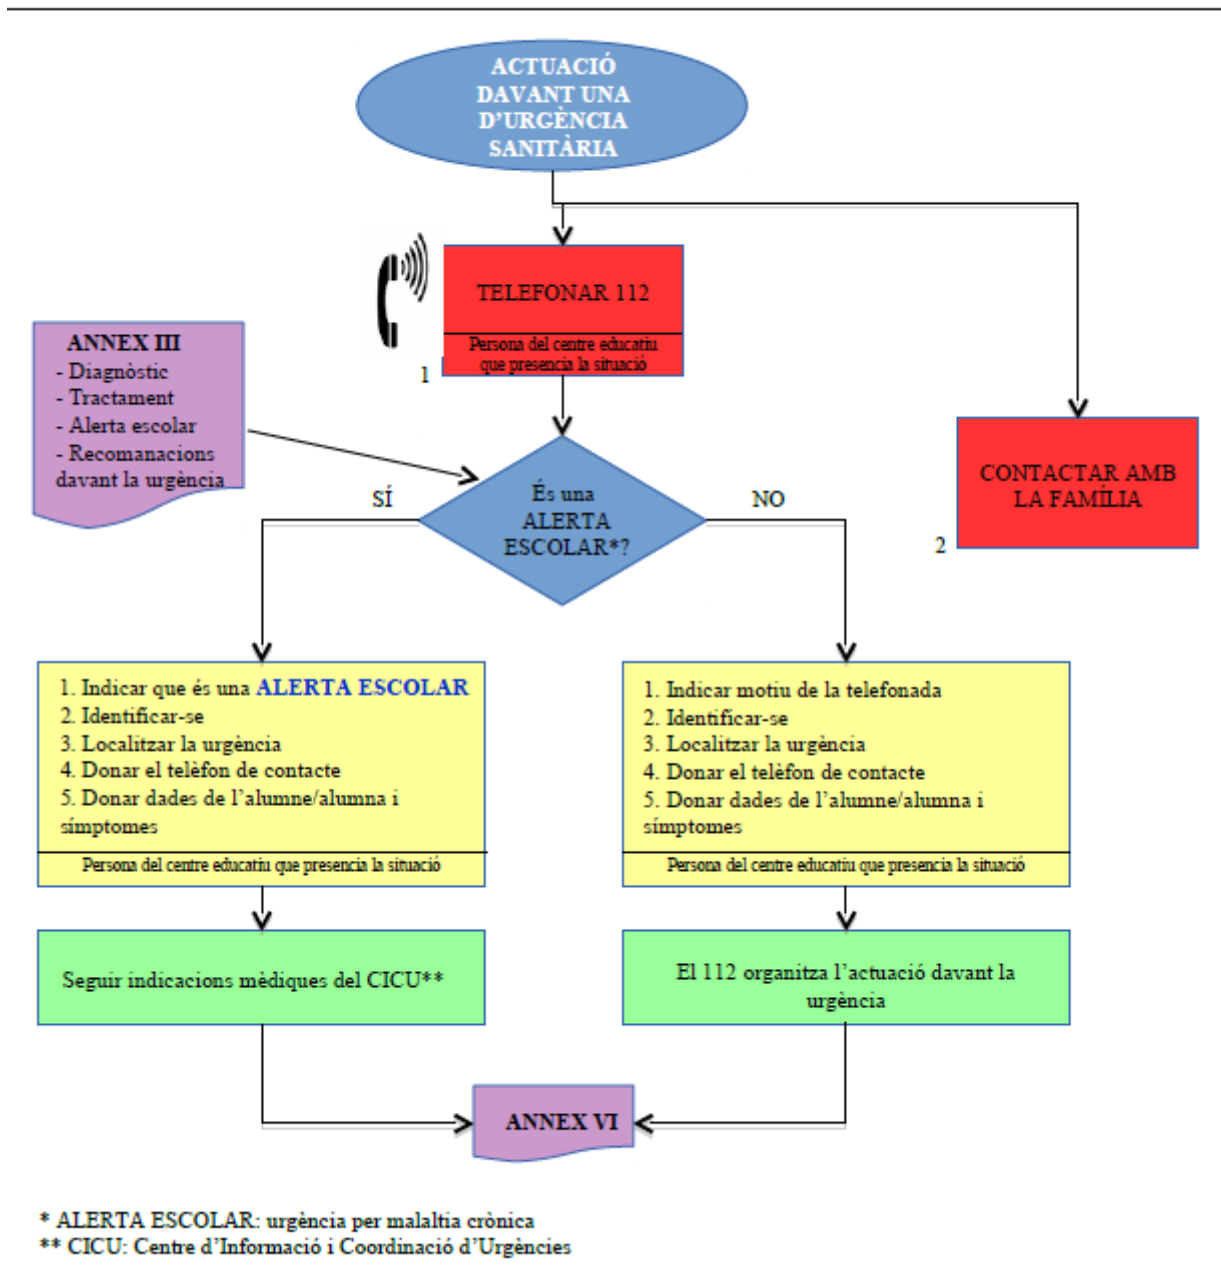 ACTUACIÓ
DAVANT UNA
D'URGÈNCIA
SANITÀRIA
TELEFONAR 112
Persona del centre educatiu
que presencia la situació
1
ANNEX III
- Diagnòstic
- Tractament
- Alerta escolar
- Recomanacions
davant la urgència
CONTACTAR AMB
LA FAMÍLIA
2
És una
ALERTA
ESCOLAR*?
SÍ
NO
1. Indicar que és una ALERTA ESCOLAR
2. Identificar-se
3. Localitzar la urgència
4. Donar el telèfon de contacte
5. Donar dades de l'alumne/alumna i
símptomes
Persona del centre educatiu que presencia la situació
1. Indicar motiu de la telefonada
2. Identificar-se
3. Localitzar la urgència
4. Donar el telèfon de contacte
5. Donar dades de l'alumne/alumna i
símptomes
Persona del centre educatiu que presencia la situació
Seguir indicacions mèdiques del CICU**
El 112 organitza l'actuació davant la
urgència
ANNEX VI
* ALERTA ESCOLAR: urgència per malaltia crònica
** CICU: Centre d'Informació i Coordinació d'Urgències